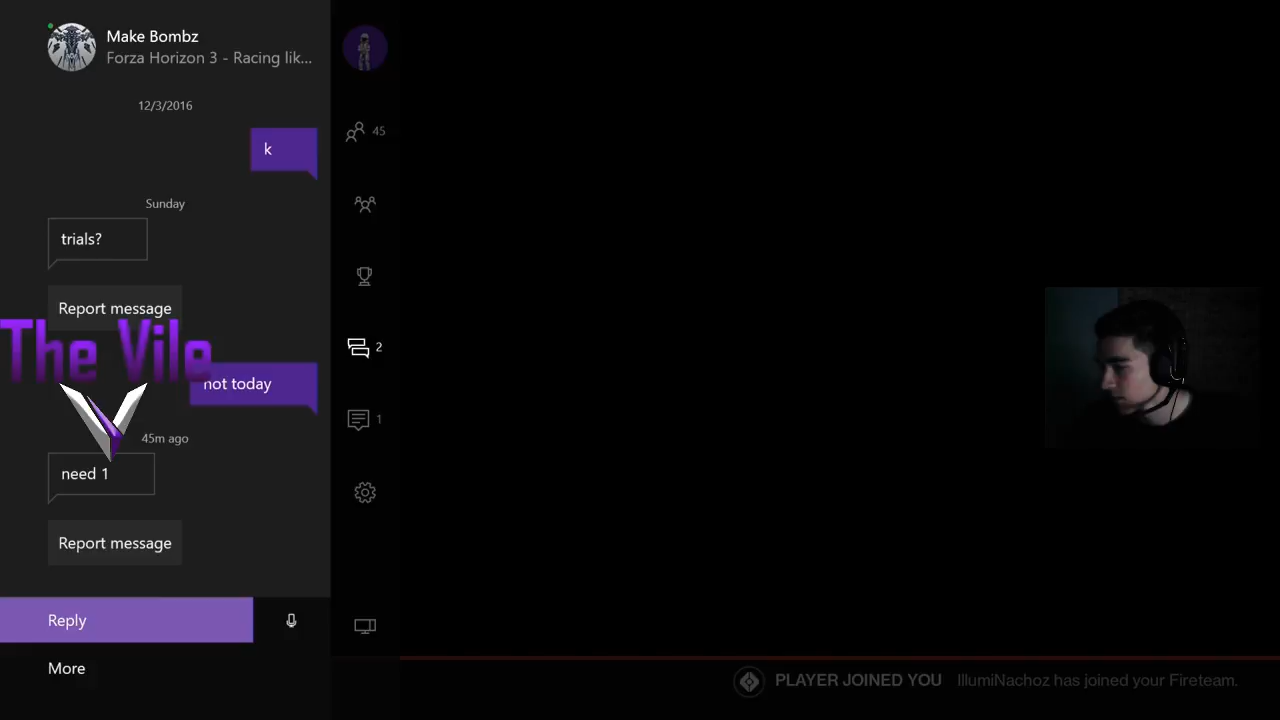 Make Bombz
Forza Horizon 3 - Racing lik...
12/3/2016
k
Sunday
trials?
Report message
The Vile
not today
45m ago
need 1
Report message
Reply
More
45
2
1
PLAYER JOINED YOU IllumiNachoz has joined your Fireteam.